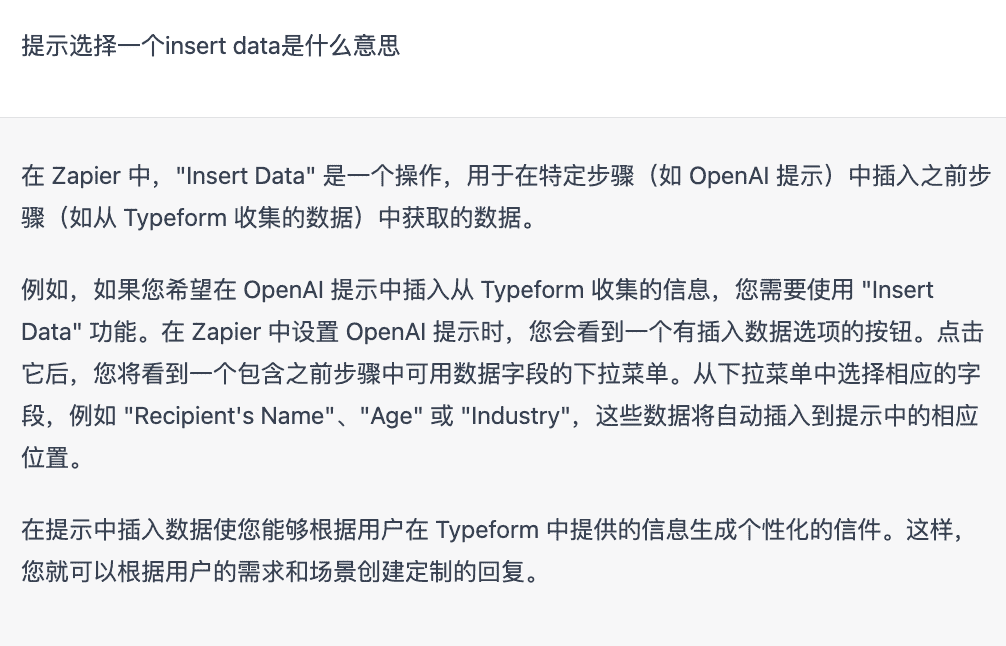 提示选择一个insert data是什么意思
在 Zapier 中，"Insert Data" 是一个操作，用于在特定步骤（如 OpenAI 提示）中插入之前步
骤（如从 Typeform 收集的数据）中获取的数据。
例如，如果您希望在 OpenAI 提示中插入从 Typeform 收集的信息，您需要使用 "Insert
Data" 功能。在 Zapier 中设置 OpenAI 提示时，您会看到一个有插入数据选项的按钮。点击
它后，您将看到一个包含之前步骤中可用数据字段的下拉菜单。从下拉菜单中选择相应的字
段，例如 "Recipient's Name"、"Age" 或 "Industry"，这些数据将自动插入到提示中的相应
位置。
在提示中插入数据使您能够根据用户在 Typeform 中提供的信息生成个性化的信件。这样，
您就可以根据用户的需求和场景创建定制的回复。